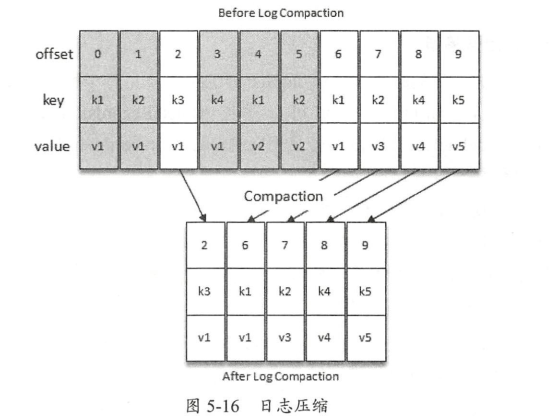 Before Log Compaction
offset 0 1 2 3 4 5 6 7 8 9
key k1 k2 k3 k4 k1 k2 k1 k2 k4 k5
value v1 v1 v1 v1 v2 v2 v1 v3 v4 v5
Compaction
2 6 7 8 9
k3 k1 k2 k4 k5
v1 v1 v3 v4 v5
After Log Compaction
图 5-16 日志压缩